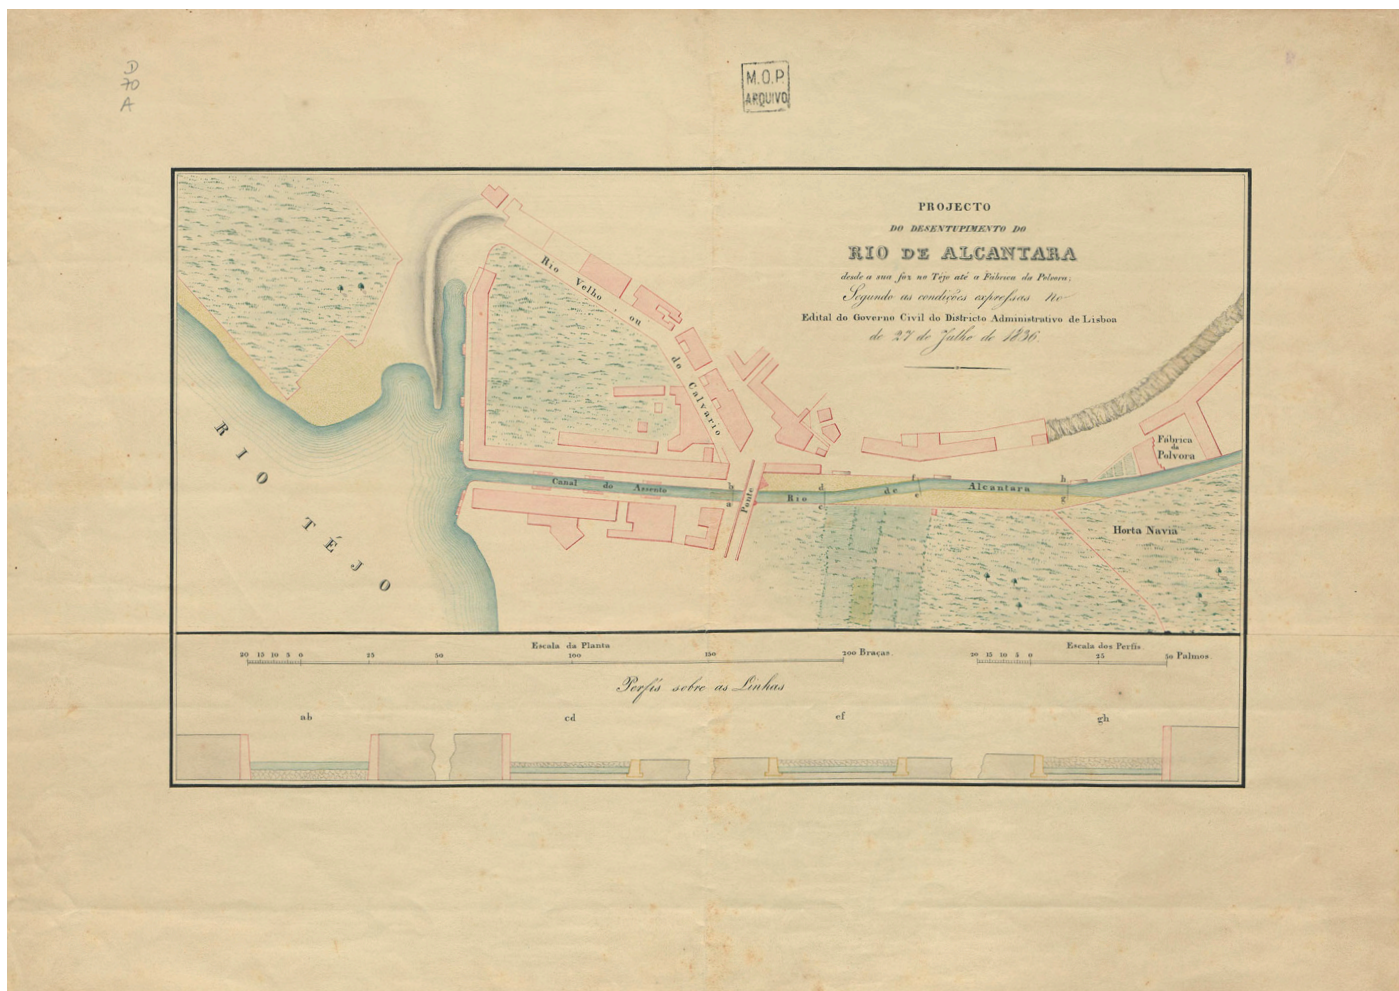 D
70
A
M.O.P.
ARQUIVO
PROJECTO
DO DESENTUPIMENTO DO
RIO DE ALCANTARA
desde a sua foz no Téjo até a Fábrica da Polvora,
Segundo as condições expressas no
Edital do Governo Civil do Districto Administrativo de Lisboa
de 27 de Julho de 1836.
Rio Velho ou do Calvario
Fábrica
da
Polvora
Canal do Assento
b
a
Ponte
Rio de Alcantara
d
c
f
e
h
g
Horta Navia
RIO TÉJO
Escala da Planta
20 15 10 5 0 25 50 100 150 200 Braças.
Escala dos Perfis.
20 15 10 5 0 25 50 Palmos.
Perfis sobre as Linhas
ab cd ef gh